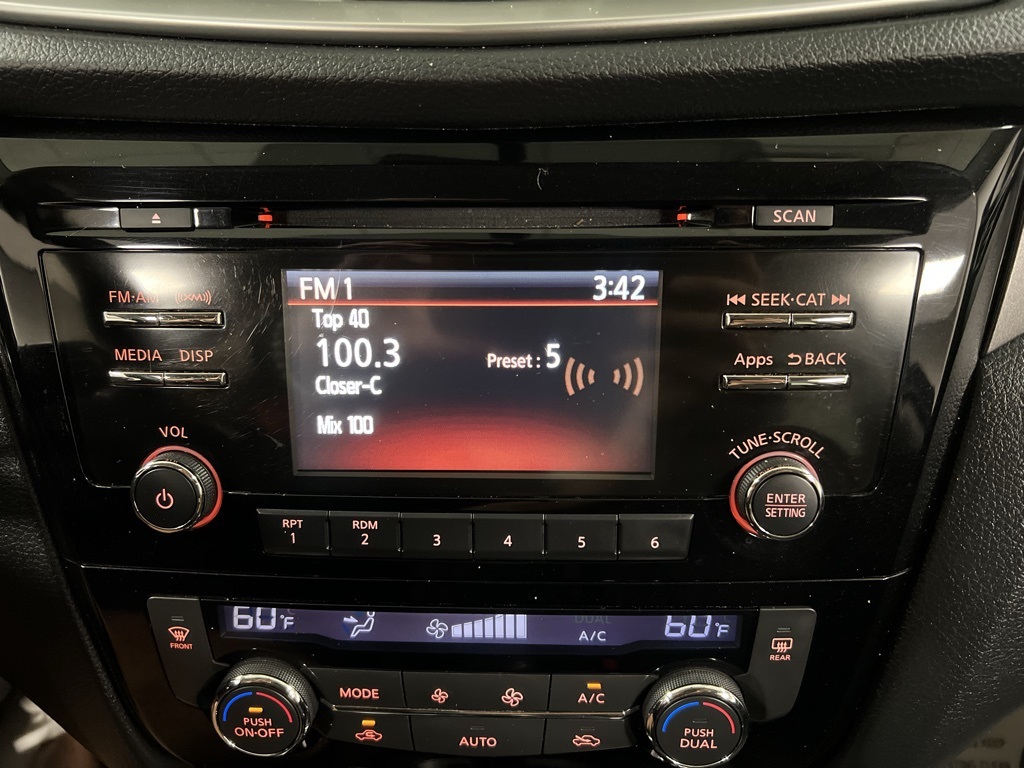 SCAN
FM·AM ((XM))
FM 1 3:42
SEEK·CAT
Top 40
100.3
Preset : 5
MEDIA DISP
Apps BACK
Closer-C
Mix 100
VOL
TUNE·SCROLL
ENTER
SETTING
RPT
1
RDM
2
3
4
5
6
60°F
DUAL
A/C
60°F
FRONT
REAR
MODE
A/C
PUSH
ON·OFF
AUTO
PUSH
DUAL